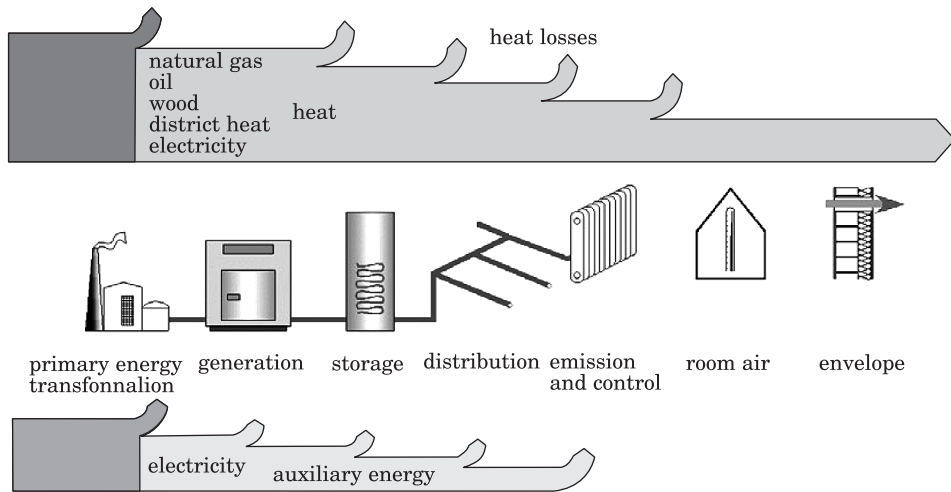 heat losses
natural gas
oil
wood
district heat
electricity
heat
primary energy
transfonnalion
generation
storage
distribution
emission
and control
room air
envelope
electricity
auxiliary energy